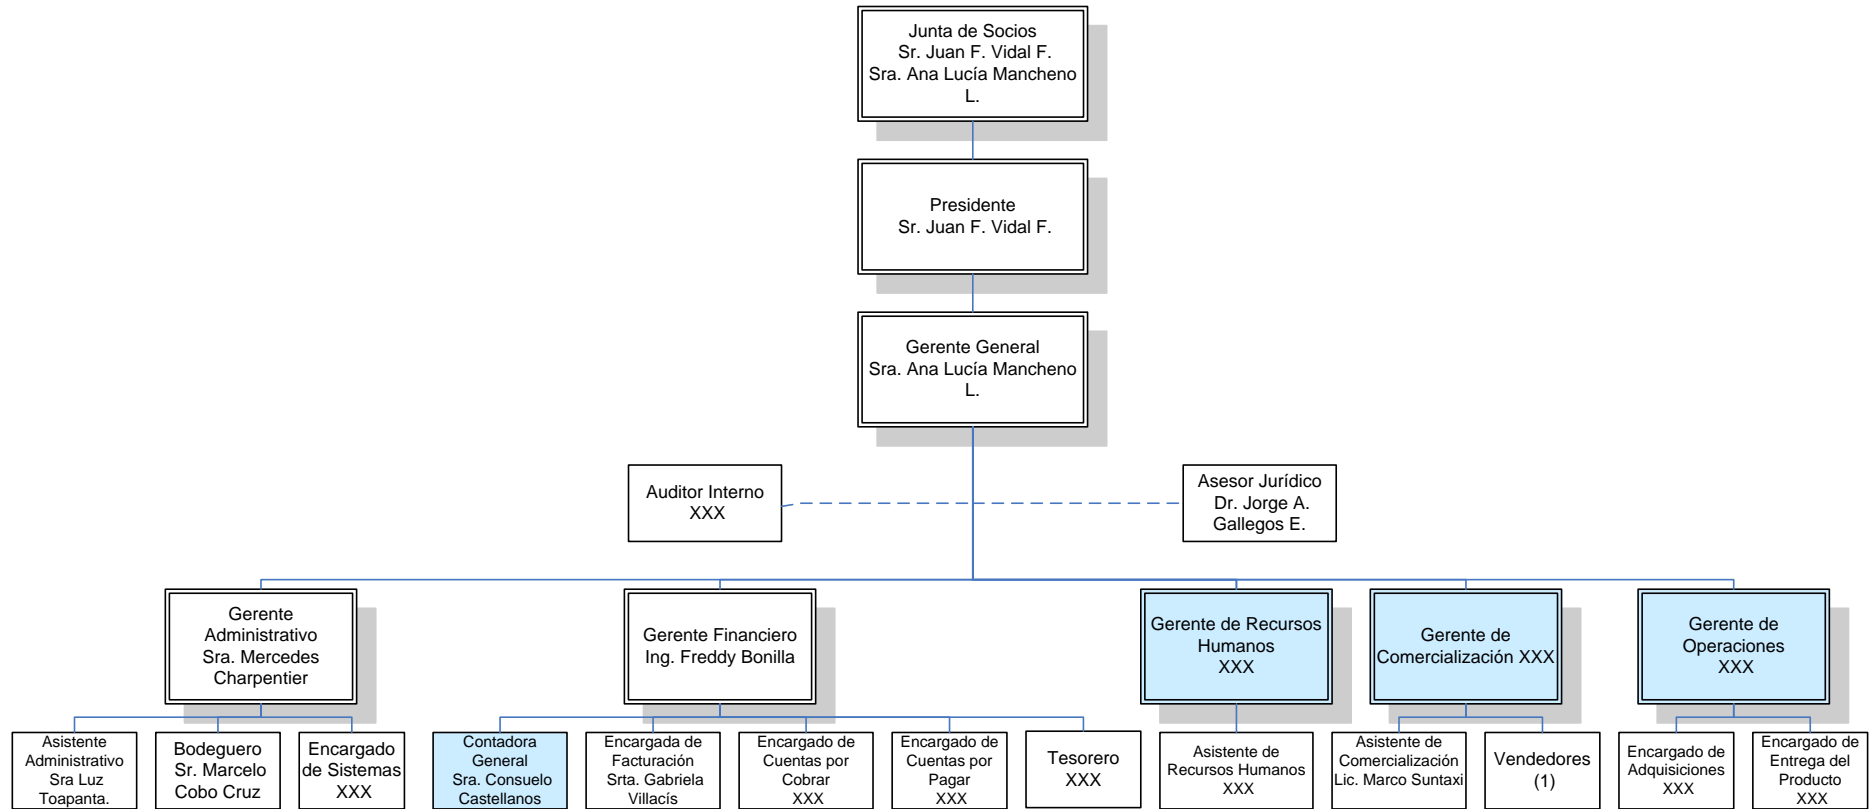 Junta de Socios
Sr. Juan F. Vidal F.
Sra. Ana Lucía Mancheno
L.
Presidente
Sr. Juan F. Vidal F.
Gerente General
Sra. Ana Lucía Mancheno
L.
Auditor Interno
XXX
Asesor Jurídico
Dr. Jorge A.
Gallegos E.
Gerente
Administrativo
Sra. Mercedes
Charpentier
Gerente Financiero
Ing. Freddy Bonilla
Gerente de Recursos
Humanos
XXX
Gerente de
Comercialización XXX
Gerente de
Operaciones
XXX
Asistente
Administrativo
Sra Luz
Toapanta.
Bodeguero
Sr. Marcelo
Cobo Cruz
Encargado
de Sistemas
XXX
Contadora
General
Sra. Consuelo
Castellanos
Encargada de
Facturación
Srta. Gabriela
Villacís
Encargado de
Cuentas por
Cobrar
XXX
Encargado de
Cuentas por
Pagar
XXX
Tesorero
XXX
Asistente de
Recursos Humanos
XXX
Asistente de
Comercialización
Lic. Marco Suntaxi
Vendedores
(1)
Encargado de
Adquisiciones
XXX
Encargado de
Entrega del
Producto
XXX